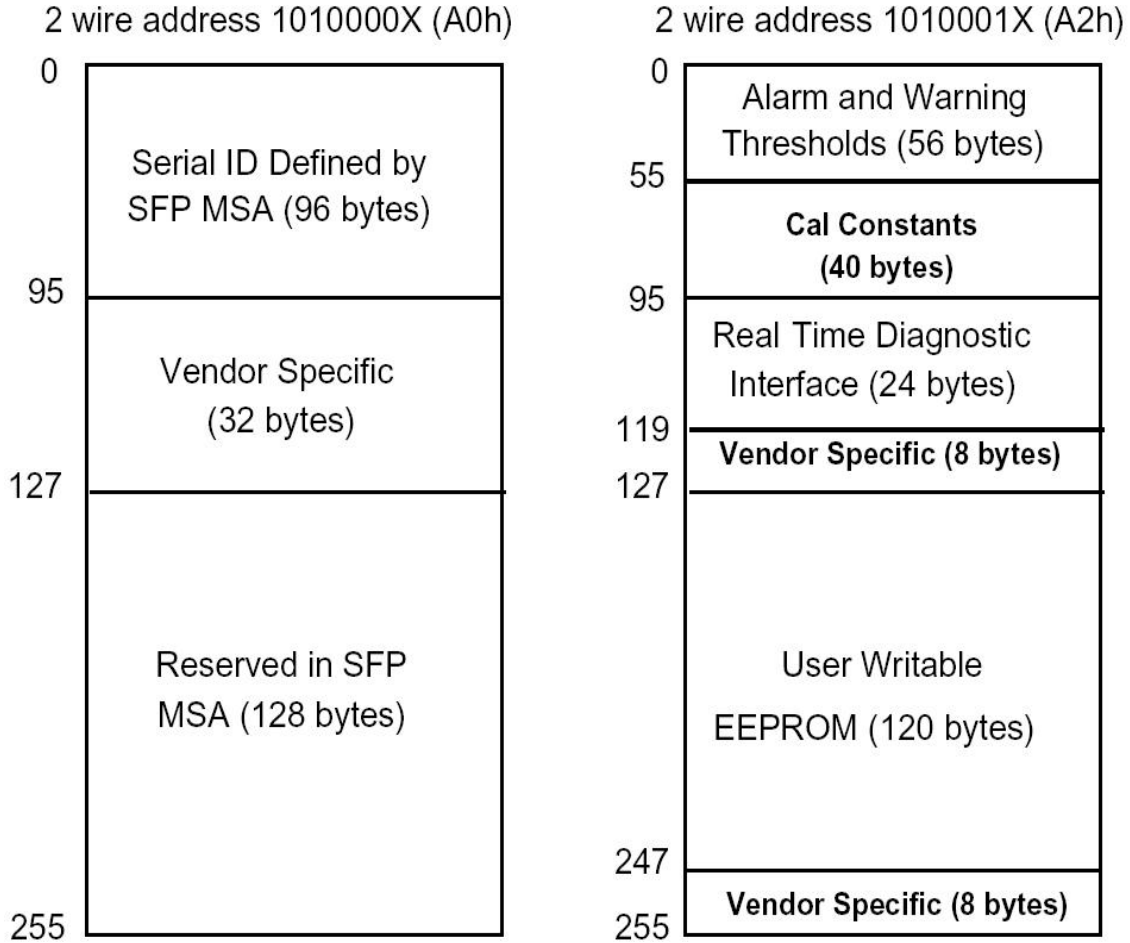 2 wire address 1010000X (A0h)
0
Serial ID Defined by
SFP MSA (96 bytes)
95
Vendor Specific
(32 bytes)
127
Reserved in SFP
MSA (128 bytes)
255
2 wire address 1010001X (A2h)
0
Alarm and Warning
Thresholds (56 bytes)
55
Cal Constants
(40 bytes)
95
Real Time Diagnostic
Interface (24 bytes)
119
Vendor Specific (8 bytes)
127
User Writable
EEPROM (120 bytes)
247
Vendor Specific (8 bytes)
255